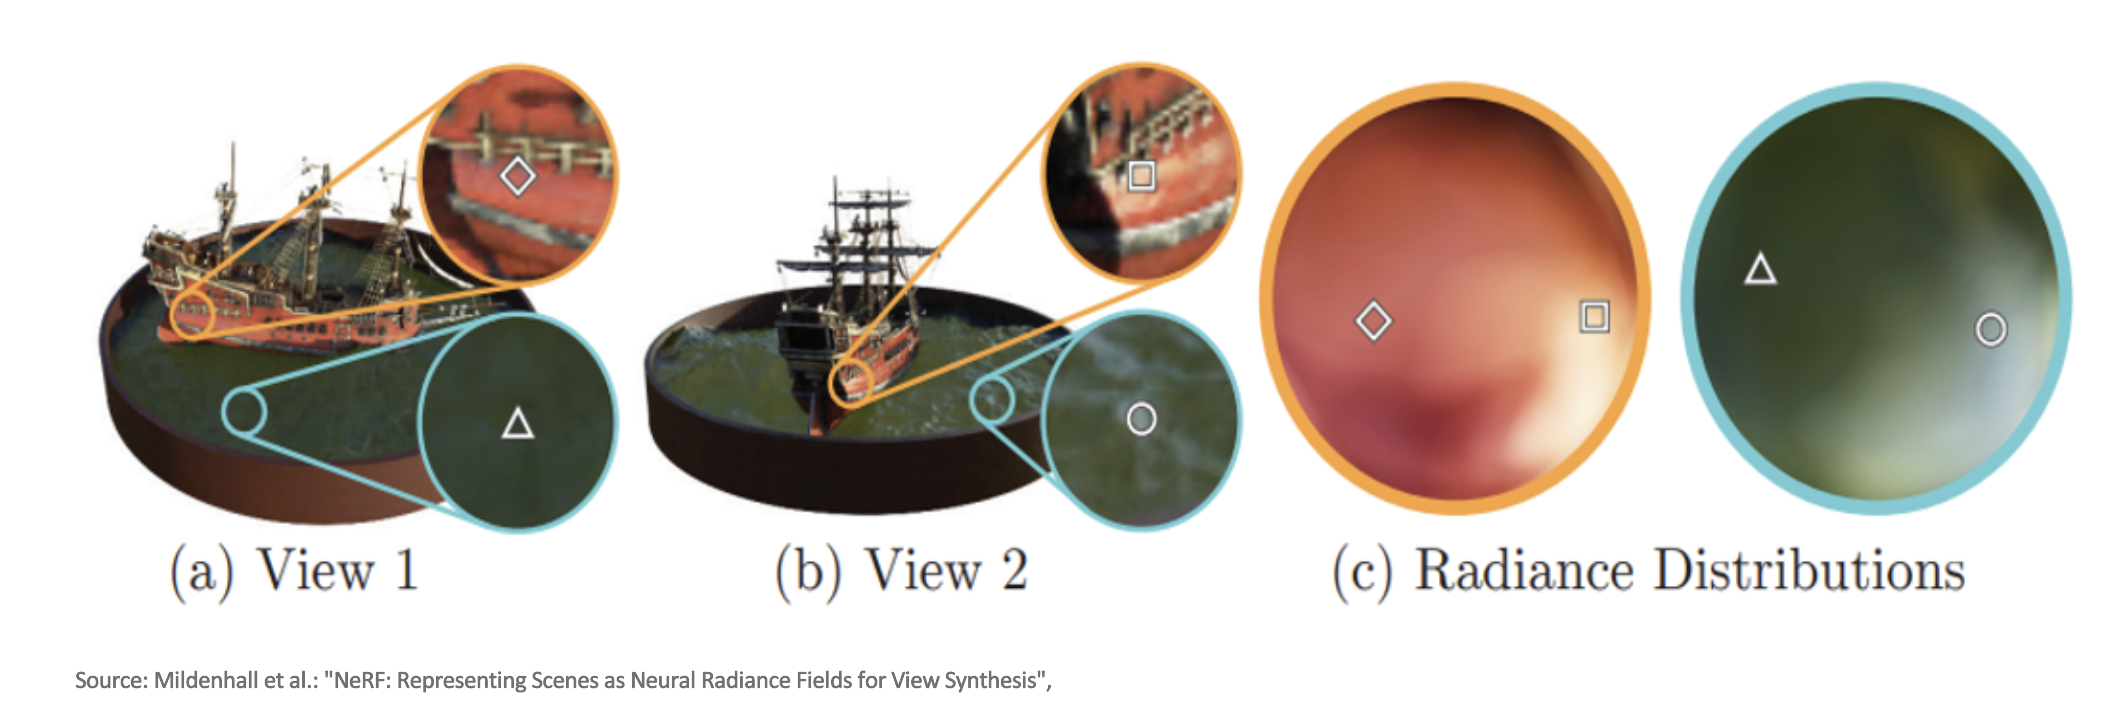 (a) View 1
(b) View 2
(c) Radiance Distributions
Source: Mildenhall et al.: "NeRF: Representing Scenes as Neural Radiance Fields for View Synthesis",